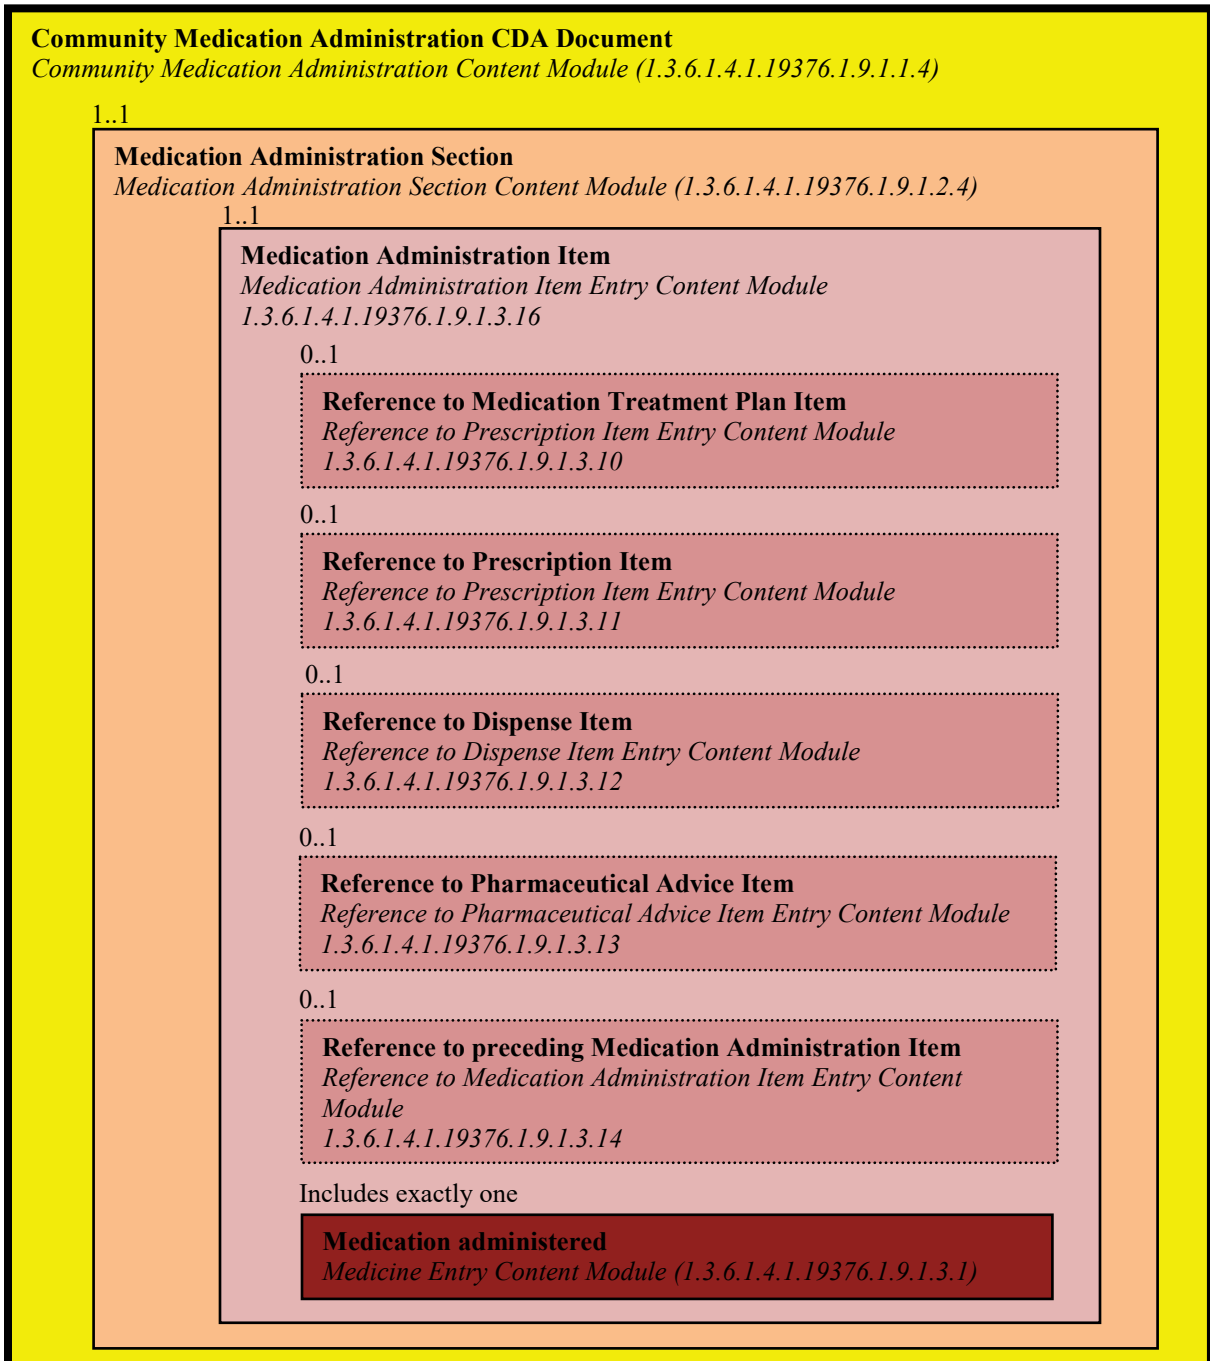 Community Medication Administration CDA Document
Community Medication Administration Content Module (1.3.6.1.4.1.19376.1.9.1.1.4)
1..1
Medication Administration Section
Medication Administration Section Content Module (1.3.6.1.4.1.19376.1.9.1.2.4)
1..1
Medication Administration Item
Medication Administration Item Entry Content Module
1.3.6.1.4.1.19376.1.9.1.3.16
0..1
Reference to Medication Treatment Plan Item
Reference to Prescription Item Entry Content Module
1.3.6.1.4.1.19376.1.9.1.3.10
0..1
Reference to Prescription Item
Reference to Prescription Item Entry Content Module
1.3.6.1.4.1.19376.1.9.1.3.11
0..1
Reference to Dispense Item
Reference to Dispense Item Entry Content Module
1.3.6.1.4.1.19376.1.9.1.3.12
0..1
Reference to Pharmaceutical Advice Item
Reference to Pharmaceutical Advice Item Entry Content Module
1.3.6.1.4.1.19376.1.9.1.3.13
0..1
Reference to preceding Medication Administration Item
Reference to Medication Administration Item Entry Content
Module
1.3.6.1.4.1.19376.1.9.1.3.14
Includes exactly one
Medication administered
Medicine Entry Content Module (1.3.6.1.4.1.19376.1.9.1.3.1)